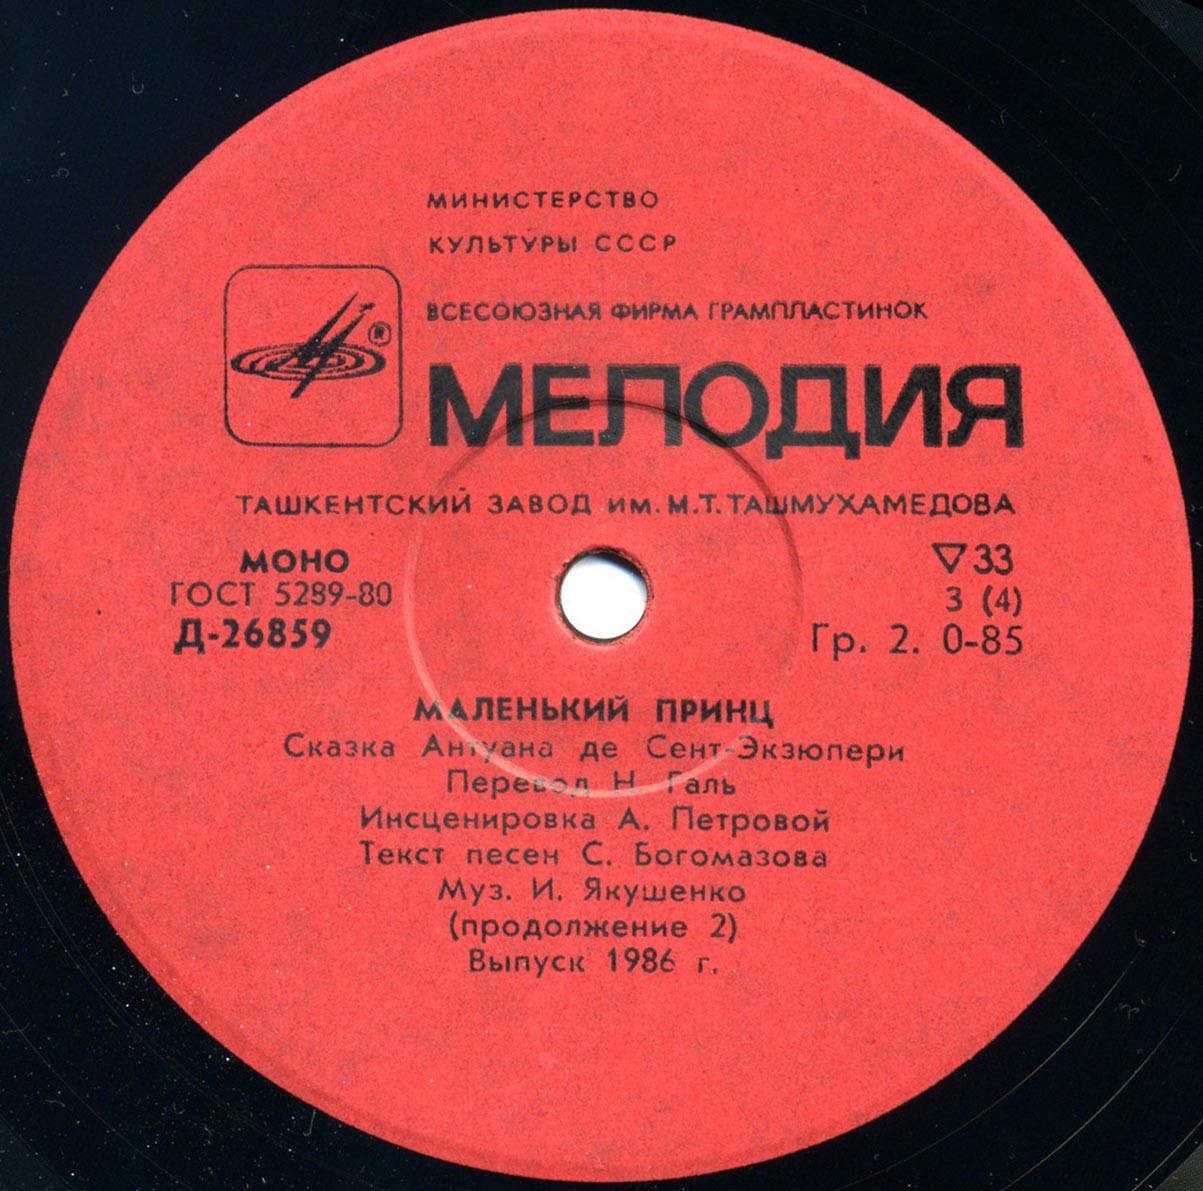 МИНИСТЕРСТВО
КУЛЬТУРЫ СССР
ВСЕСОЮЗНАЯ ФИРМА ГРАМПЛАСТИНОК
®
МЕЛОДИЯ
ТАШКЕНТСКИЙ ЗАВОД ИМ. М.Т. ТАШМУХАМЕДОВА
МОНО
ГОСТ 5289-80
Д-26859
▽33
3 (4)
Гр. 2. 0-85
МАЛЕНЬКИЙ ПРИНЦ
Сказка Антуана де Сент-Экзюпери
Перевод Н. Галь
Инсценировка А. Петровой
Текст песен С. Богомазова
Муз. И. Якушенко
(продолжение 2)
Выпуск 1986 г.